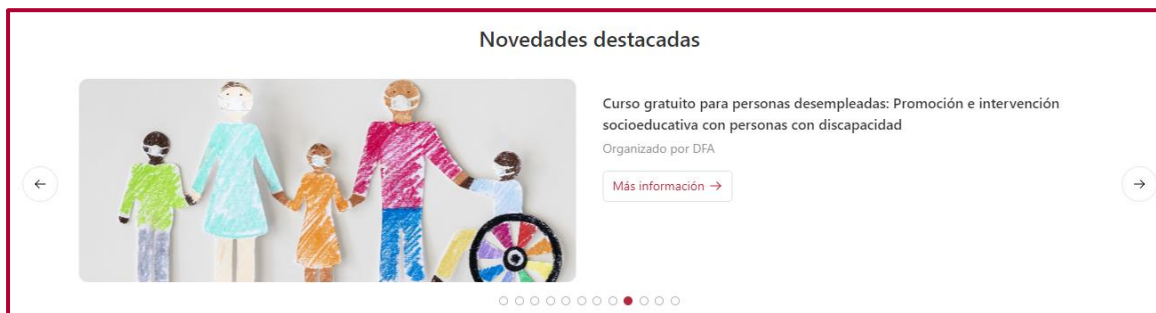 Novedades destacadas
Curso gratuito para personas desempleadas: Promoción e intervención
socioeducativa con personas con discapacidad
Organizado por DFA
Más información →